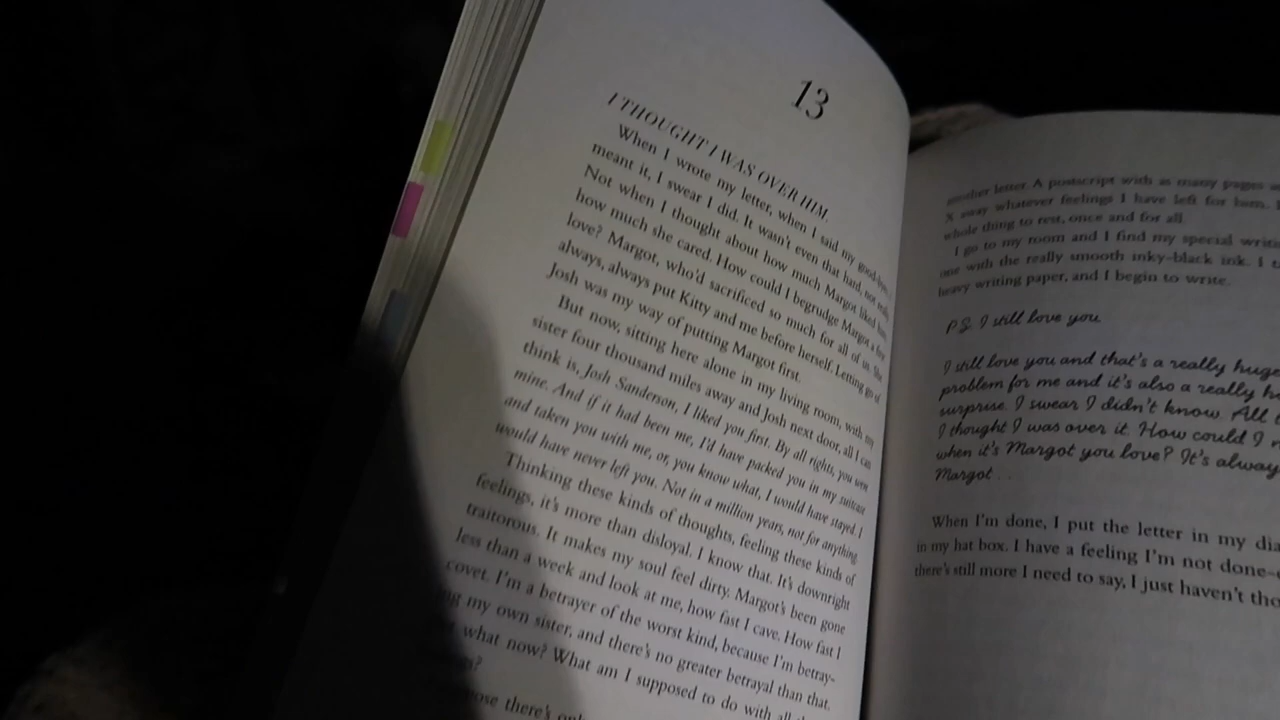 13
I THOUGHT I WAS OVER HIM.
When I wrote my letter, when I said my good-byes,
meant it, I swear I did. It wasn't even that hard, not really.
Not when I thought about how much Margot liked him,
how much she cared. How could I begrudge Margot a first
love? Margot, who'd sacrificed so much for all of us. She
always, always put Kitty and me before herself. Letting go of
Josh was my way of putting Margot first.
But now, sitting here alone in my living room, with my
sister four thousand miles away and Josh next door, all I can
think is, Josh Sanderson, I liked you first. By all rights, you were
mine. And if it had been me, I'd have packed you in my suitcase
and taken you with me, or, you know what, I would have stayed. I
would have never left you. Not in a million years, not for anything.
Thinking these kinds of thoughts, feeling these kinds of
feelings, it's more than disloyal. I know that. It's downright
traitorous. It makes my soul feel dirty. Margot's been gone
less than a week and look at me, how fast I cave. How fast I
covet. I'm a betrayer of the worst kind, because I'm betray-
my own sister, and there's no greater betrayal than that.
what now? What am I supposed to do with all
there's
another letter. A postscript with as many pages
X away whatever feelings I have left for him.
whole thing to rest, once and for all.
I go to my room and I find my special
one with the really smooth inky-black ink. I
heavy writing paper, and I begin to write.
P.S. I still love you.
I still love you and that's a really huge
problem for me and it's also a really
surprise. I swear I didn't know. All
I thought I was over it. How could I
when it's Margot you love? It's
Margot . . .
When I'm done, I put the letter in my
in my hat box. I have a feeling I'm not done–
there's still more I need to say, I just haven't